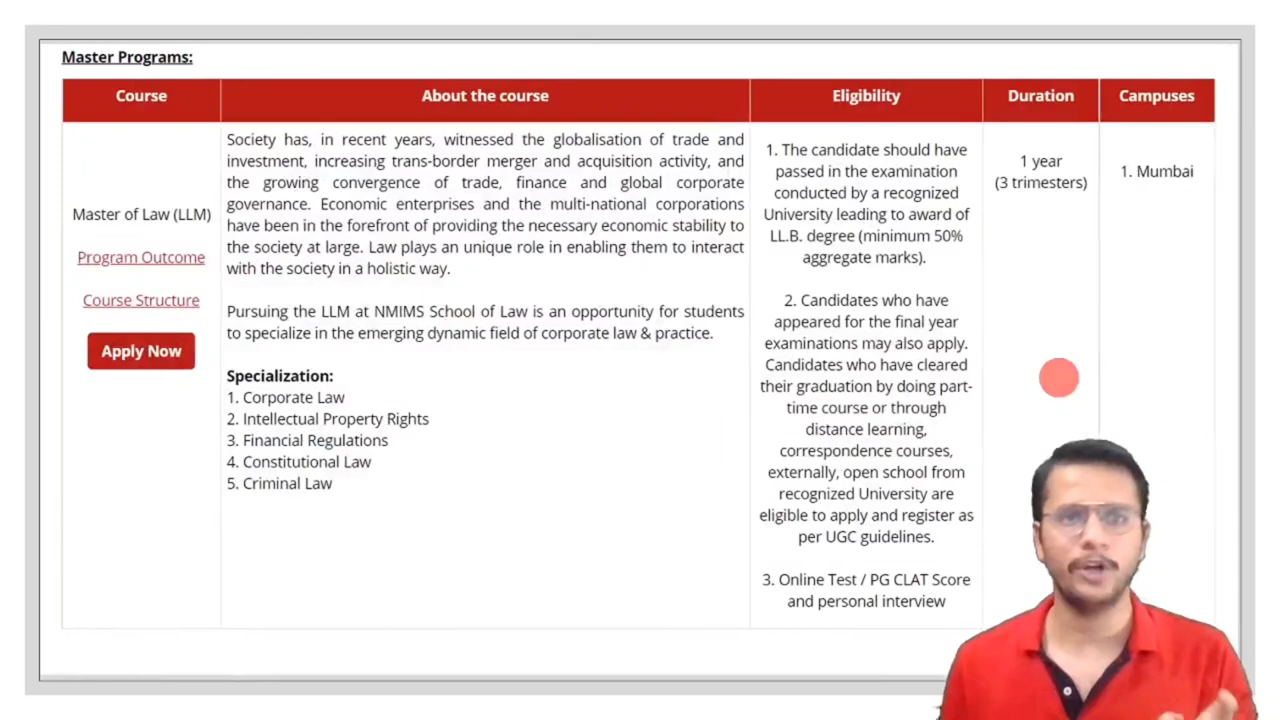 Master Programs:
Course
About the course
Eligibility
Duration
Campuses
Master of Law (LLM)
Program Outcome
Course Structure
Apply Now
Society has, in recent years, witnessed the globalisation of trade and
investment, increasing trans-border merger and acquisition activity, and
the growing convergence of trade, finance and global corporate
governance. Economic enterprises and the multi-national corporations
have been in the forefront of providing the necessary economic stability to
the society at large. Law plays an unique role in enabling them to interact
with the society in a holistic way.
Pursuing the LLM at NMIMS School of Law is an opportunity for students
to specialize in the emerging dynamic field of corporate law & practice.
Specialization:
1. Corporate Law
2. Intellectual Property Rights
3. Financial Regulations
4. Constitutional Law
5. Criminal Law
1. The candidate should have
passed in the examination
conducted by a recognized
University leading to award of
LL.B. degree (minimum 50%
aggregate marks).
2. Candidates who have
appeared for the final year
examinations may also apply.
Candidates who have cleared
their graduation by doing part-
time course or through
distance learning,
correspondence courses,
externally, open school from
recognized University are
eligible to apply and register as
per UGC guidelines.
3. Online Test / PG CLAT Score
and personal interview
1 year
(3 trimesters)
1. Mumbai